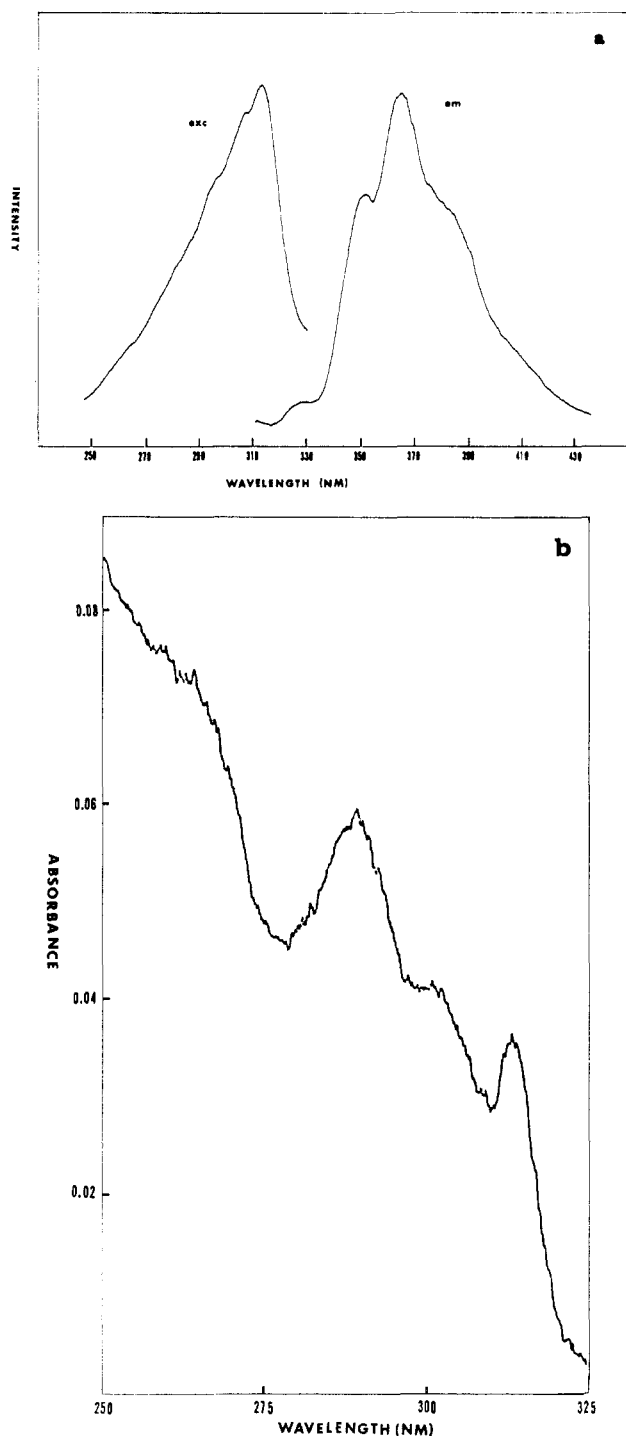 a
exc
em
INTENSITY
250 270 290 310 330 350 370 390 410 430
WAVELENGTH (NM)
b
0.08
0.06
0.04
0.02
ABSORBANCE
250 275 300 325
WAVELENGTH (NM)